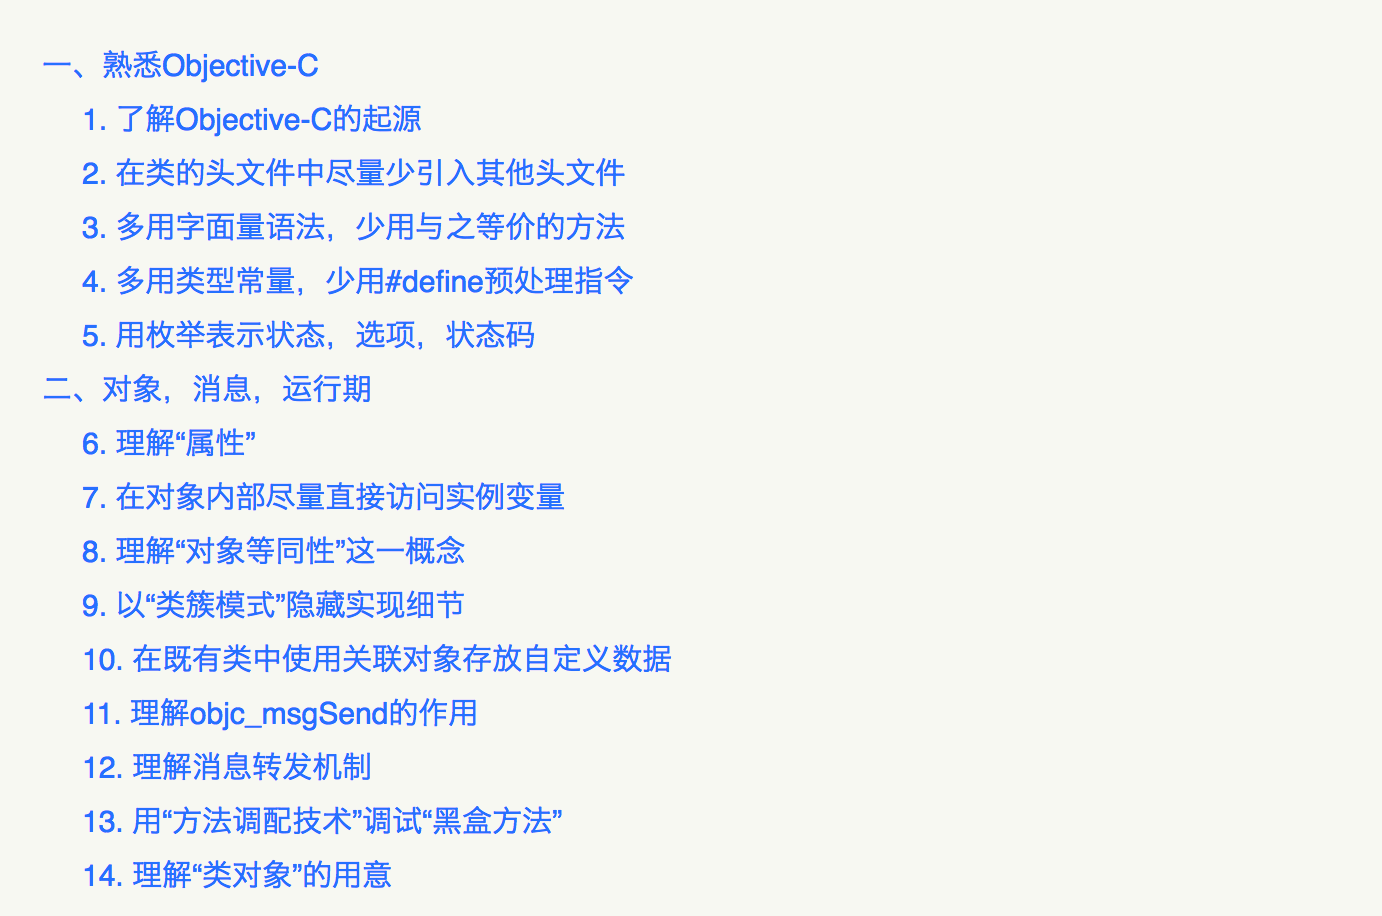 一、熟悉Objective-C
1. 了解Objective-C的起源
2. 在类的头文件中尽量少引入其他头文件
3. 多用字面量语法，少用与之等价的方法
4. 多用类型常量，少用#define预处理指令
5. 用枚举表示状态，选项，状态码
二、对象，消息，运行期
6. 理解“属性”
7. 在对象内部尽量直接访问实例变量
8. 理解“对象等同性”这一概念
9. 以“类簇模式”隐藏实现细节
10. 在既有类中使用关联对象存放自定义数据
11. 理解objc_msgSend的作用
12. 理解消息转发机制
13. 用“方法调配技术”调试“黑盒方法”
14. 理解“类对象”的用意